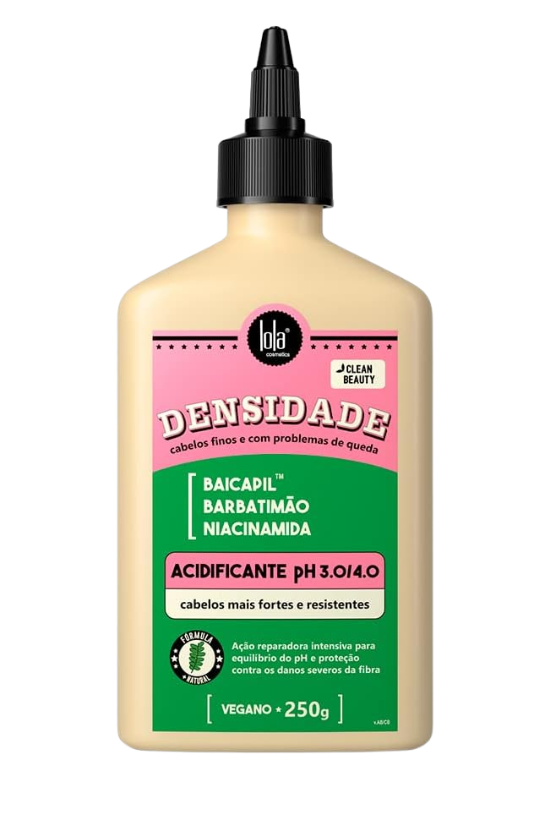 lola®
cosmetics
CLEAN
BEAUTY
DENSIDADE
cabelos finos e com problemas de queda
BAICAPIL™
BARBATIMÃO
NIACINAMIDA
ACIDIFICANTE pH 3.0/4.0
cabelos mais fortes e resistentes
FÓRMULA
+NATURAL
Ação reparadora intensiva para
equilíbrio do pH e proteção
contra os danos severos da fibra
VEGANO ★ 250g